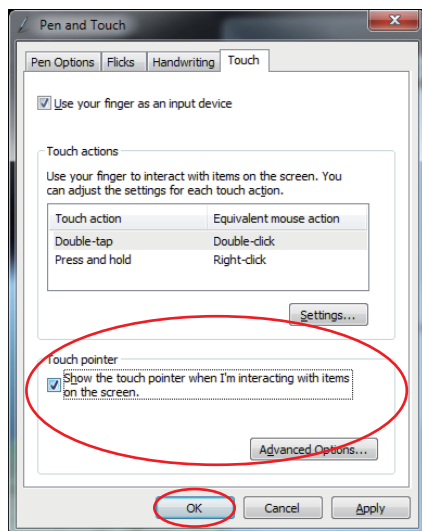 Pen and Touch
Pen Options Flicks Handwriting Touch
Use your finger as an input device
Touch actions
Use your finger to interact with items on the screen. You
can adjust the settings for each touch action.
Touch action Equivalent mouse action
Double-tap Double-click
Press and hold Right-click
Settings...
Touch pointer
Show the touch pointer when I'm interacting with items
on the screen.
Advanced Options...
OK Cancel Apply